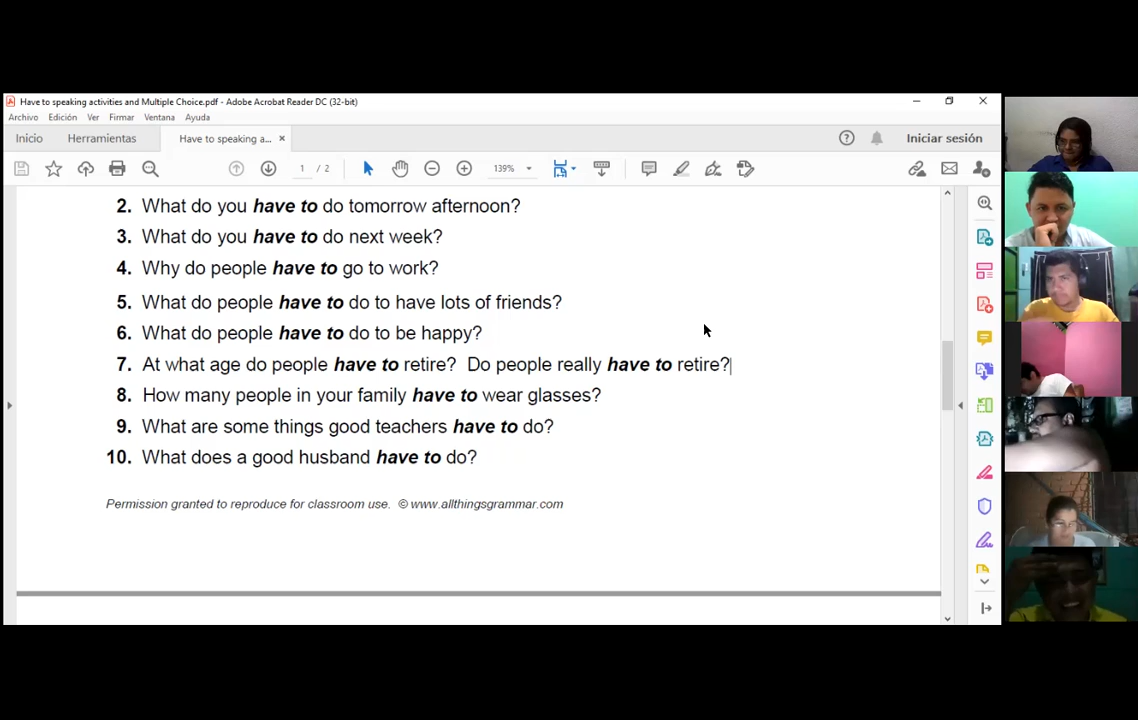 Have to speaking activities and Multiple Choice.pdf - Adobe Acrobat Reader DC (32-bit)
Archivo Edición Ver Firmar Ventana Ayuda
Inicio Herramientas Have to speaking a... Iniciar sesión
1 / 2 139%
2. What do you have to do tomorrow afternoon?
3. What do you have to do next week?
4. Why do people have to go to work?
5. What do people have to do to have lots of friends?
6. What do people have to do to be happy?
7. At what age do people have to retire? Do people really have to retire?
8. How many people in your family have to wear glasses?
9. What are some things good teachers have to do?
10. What does a good husband have to do?
Permission granted to reproduce for classroom use. © www.allthingsgrammar.com